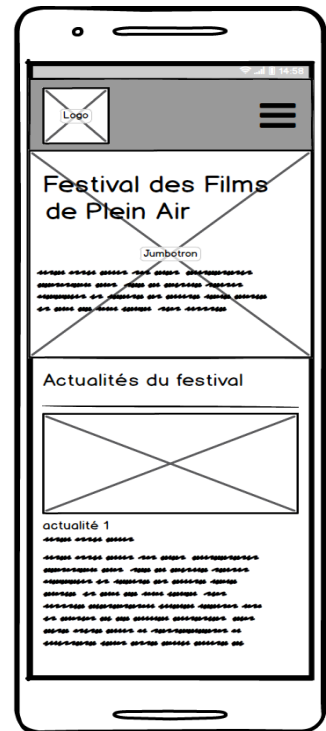 14:58
Logo
Festival des Films
de Plein Air
Jumbotron
Actualités du festival
actualité 1